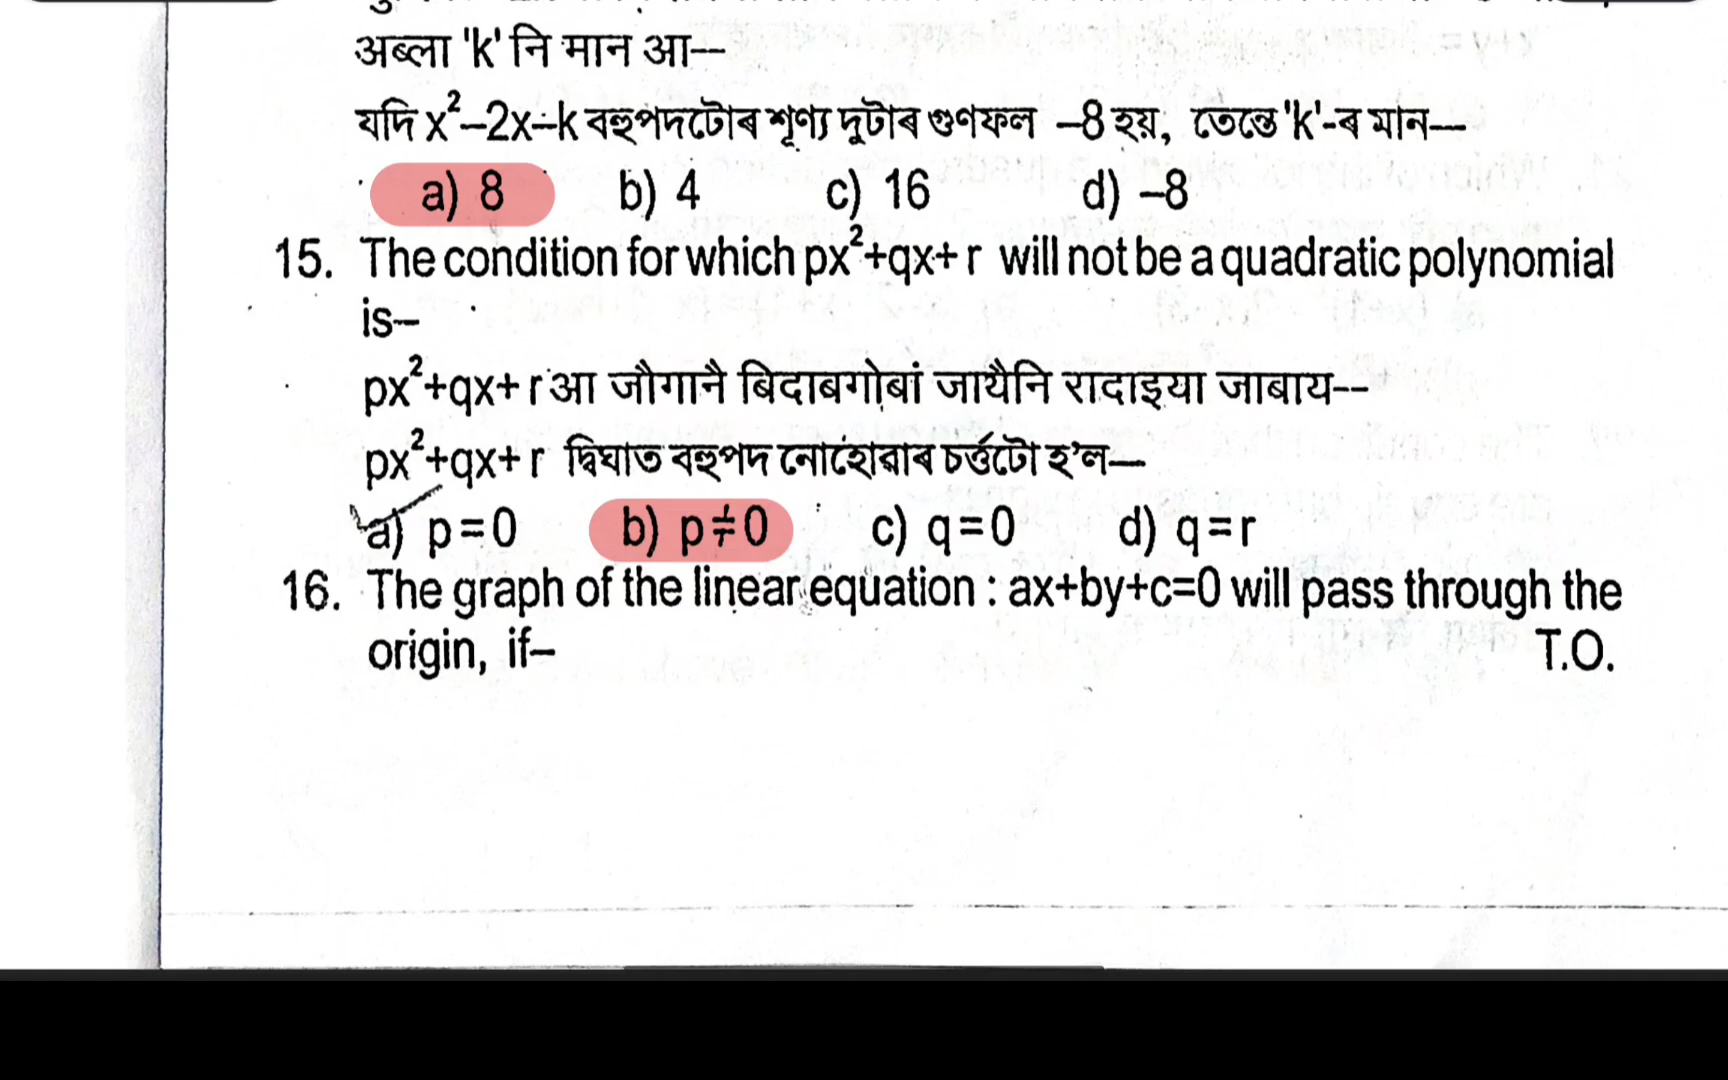 अब्ला 'k' नि मान आ—
যদি x²–2x–k বহুপদটোৰ শূণ্য দুটাৰ গুণফল –8 হয়, তেন্তে 'k'-ৰ মান—
a) 8 b) 4 c) 16 d) –8
15. The condition for which px²+qx+r will not be a quadratic polynomial
is–
px²+qx+r आ जौगानै बिदाबगोबां जाथैनि रादाइया जाबाय--
px²+qx+r দ্বিঘাত বহুপদ নোহোৱাৰ চৰ্ত্তটো হ'ল—
a) p=0 b) p≠0 c) q=0 d) q=r
16. The graph of the linear equation : ax+by+c=0 will pass through the
origin, if–
T.O.